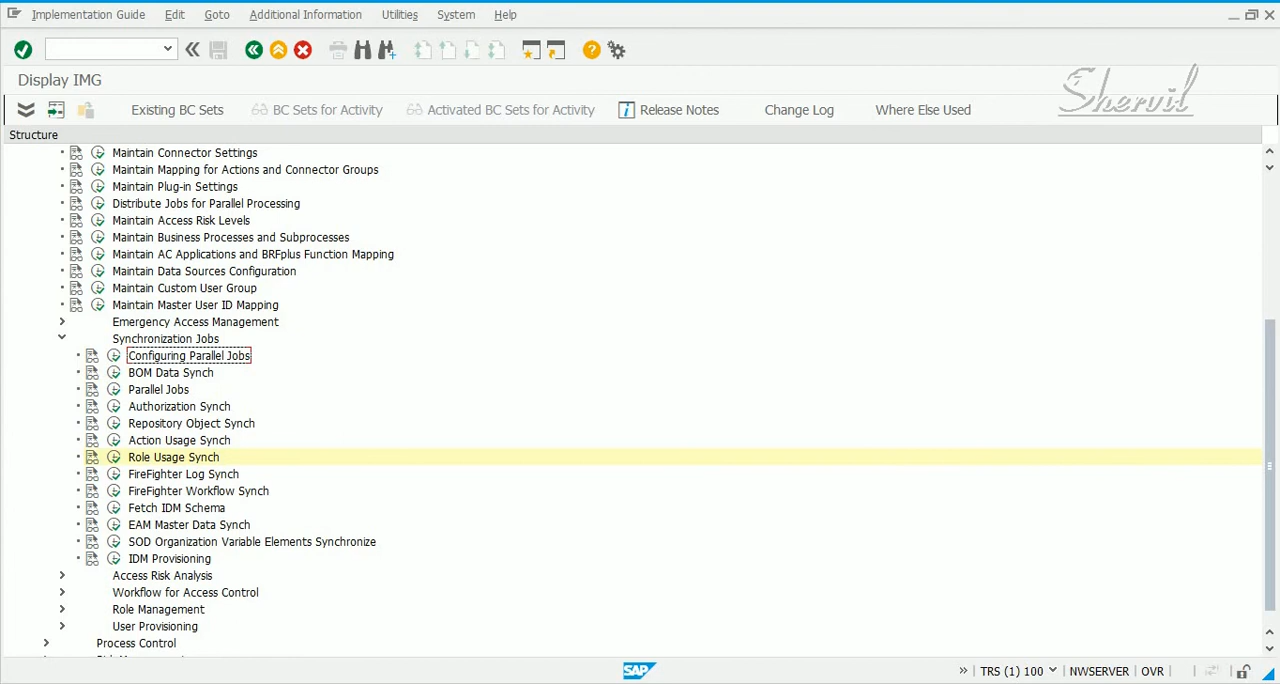 Implementation Guide Edit Goto Additional Information Utilities System Help
Display IMG
Shervil
Existing BC Sets BC Sets for Activity Activated BC Sets for Activity Release Notes Change Log Where Else Used
Structure
Maintain Connector Settings
Maintain Mapping for Actions and Connector Groups
Maintain Plug-in Settings
Distribute Jobs for Parallel Processing
Maintain Access Risk Levels
Maintain Business Processes and Subprocesses
Maintain AC Applications and BRFplus Function Mapping
Maintain Data Sources Configuration
Maintain Custom User Group
Maintain Master User ID Mapping
Emergency Access Management
Synchronization Jobs
Configuring Parallel Jobs
BOM Data Synch
Parallel Jobs
Authorization Synch
Repository Object Synch
Action Usage Synch
Role Usage Synch
FireFighter Log Synch
FireFighter Workflow Synch
Fetch IDM Schema
EAM Master Data Synch
SOD Organization Variable Elements Synchronize
IDM Provisioning
Access Risk Analysis
Workflow for Access Control
Role Management
User Provisioning
Process Control
SAP TRS (1) 100 NWSERVER OVR